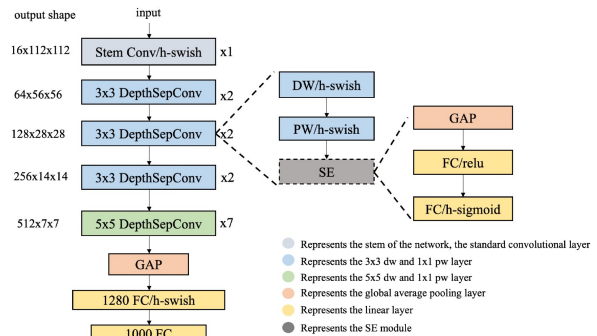 output shape
input
16x112x112
Stem Conv/h-swish
x1
64x56x56
3x3 DepthSepConv
x2
128x28x28
3x3 DepthSepConv
x2
256x14x14
3x3 DepthSepConv
x2
512x7x7
5x5 DepthSepConv
x7
GAP
1280 FC/h-swish
1000 FC
DW/h-swish
PW/h-swish
SE
GAP
FC/relu
FC/h-sigmoid
Represents the stem of the network, the standard convolutional layer
Represents the 3x3 dw and 1x1 pw layer
Represents the 5x5 dw and 1x1 pw layer
Represents the global average pooling layer
Represents the linear layer
Represents the SE module